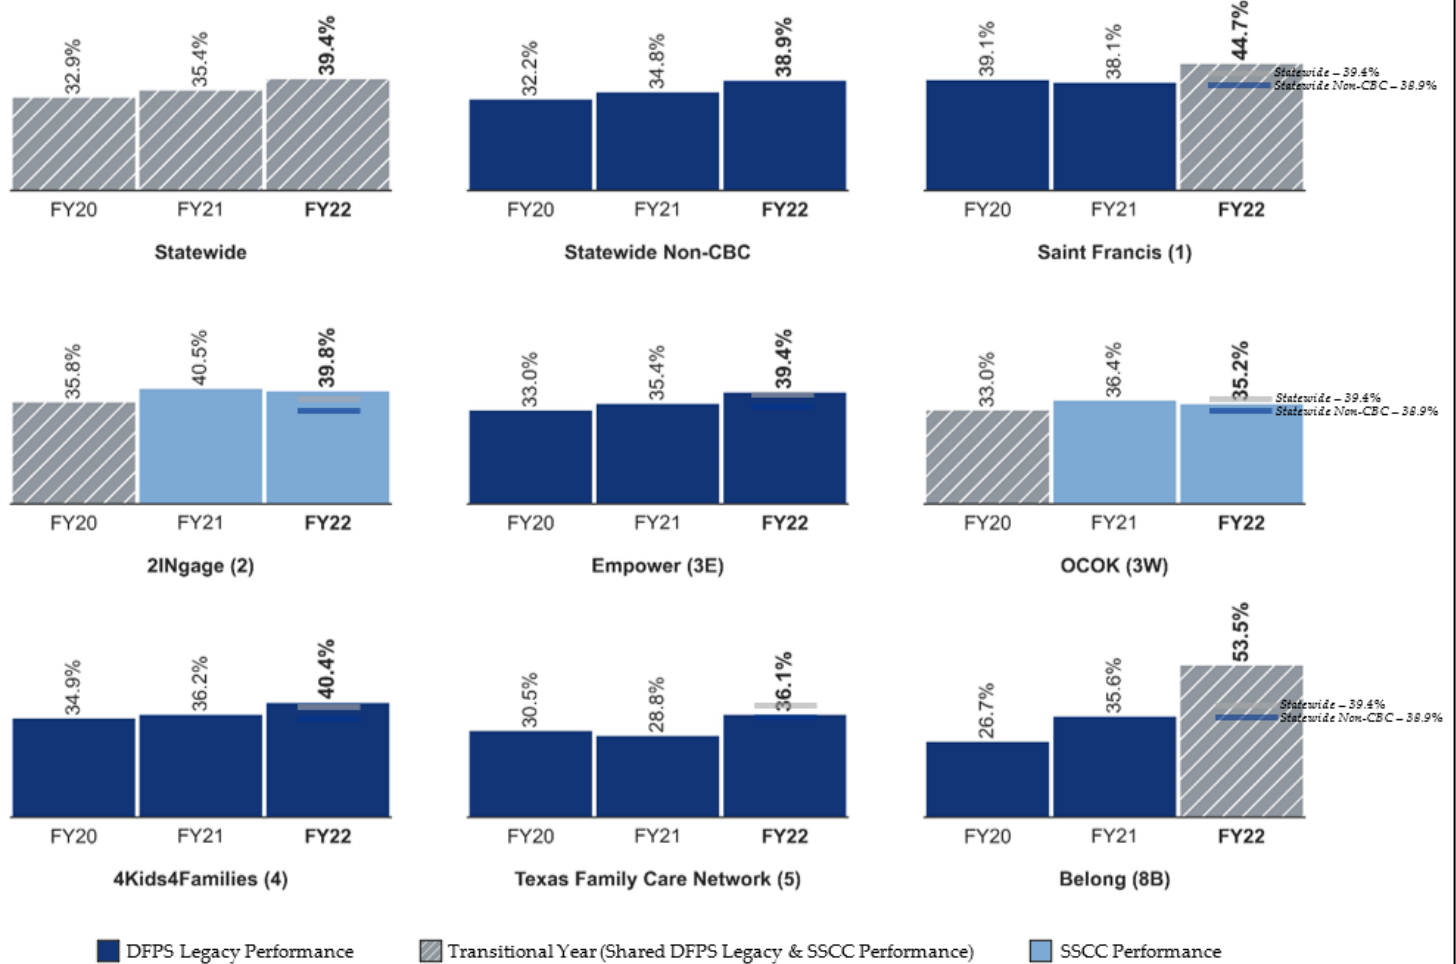 32.9% 35.4% 39.4%
FY20 FY21 FY22
Statewide
32.2% 34.8% 38.9%
FY20 FY21 FY22
Statewide Non-CBC
39.1% 38.1% 44.7%
Statewide – 39.4%
Statewide Non-CBC – 38.9%
FY20 FY21 FY22
Saint Francis (1)
35.8% 40.5% 39.8%
FY20 FY21 FY22
2INgage (2)
33.0% 35.4% 39.4%
FY20 FY21 FY22
Empower (3E)
33.0% 36.4% 35.2%
Statewide – 39.4%
Statewide Non-CBC – 38.9%
FY20 FY21 FY22
OCOK (3W)
34.9% 36.2% 40.4%
FY20 FY21 FY22
4Kids4Families (4)
30.5% 28.8% 36.1%
FY20 FY21 FY22
Texas Family Care Network (5)
26.7% 35.6% 53.5%
Statewide – 39.4%
Statewide Non-CBC – 38.9%
FY20 FY21 FY22
Belong (8B)
DFPS Legacy Performance
Transitional Year (Shared DFPS Legacy & SSCC Performance)
SSCC Performance